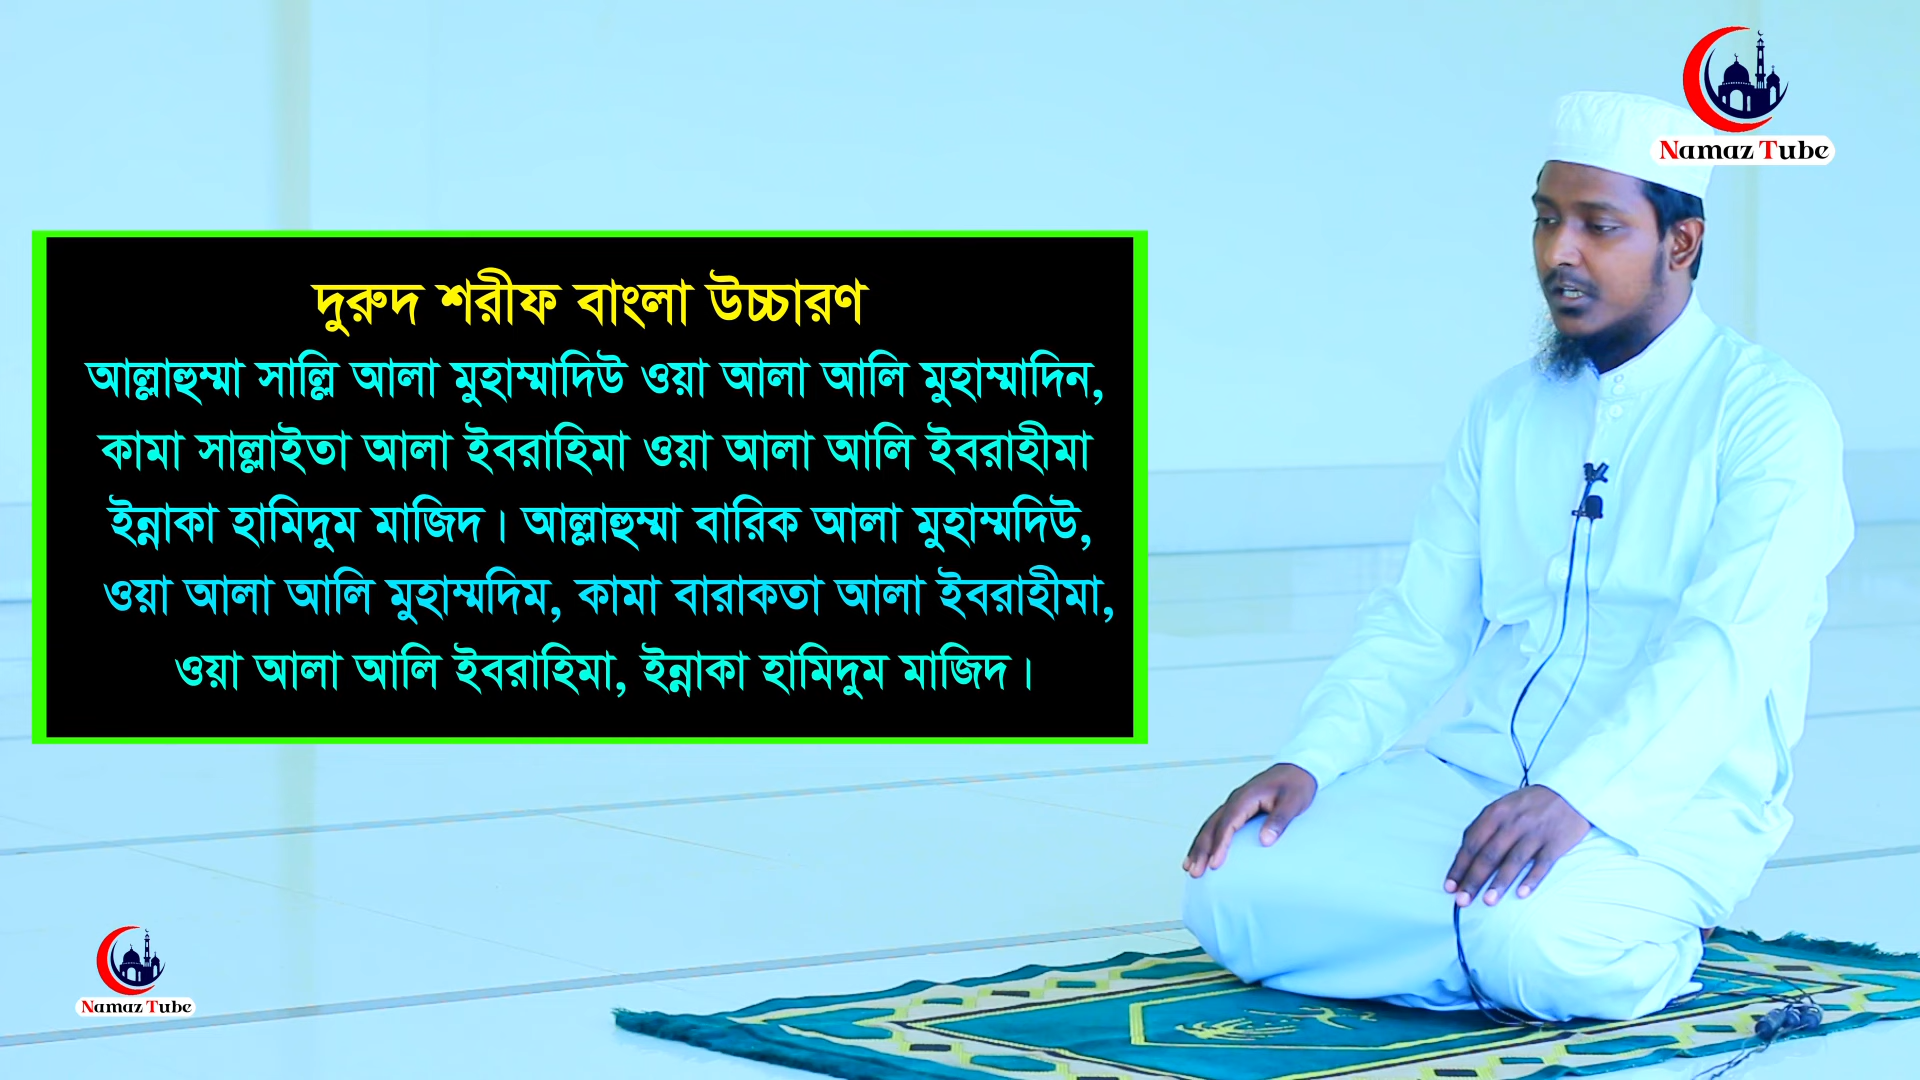 Namaz Tube
দুরুদ শরীফ বাংলা উচ্চারণ
আল্লাহুম্মা সাল্লি আলা মুহাম্মাদিউ ওয়া আলা আলি মুহাম্মাদিন,
কামা সাল্লাইতা আলা ইবরাহিমা ওয়া আলা আলি ইবরাহীমা
ইন্নাকা হামিদুম মাজিদ। আল্লাহুম্মা বারিক আলা মুহাম্মদিউ,
ওয়া আলা আলি মুহাম্মদিম, কামা বারাকতা আলা ইবরাহীমা,
ওয়া আলা আলি ইবরাহিমা, ইন্নাকা হামিদুম মাজিদ।
Namaz Tube